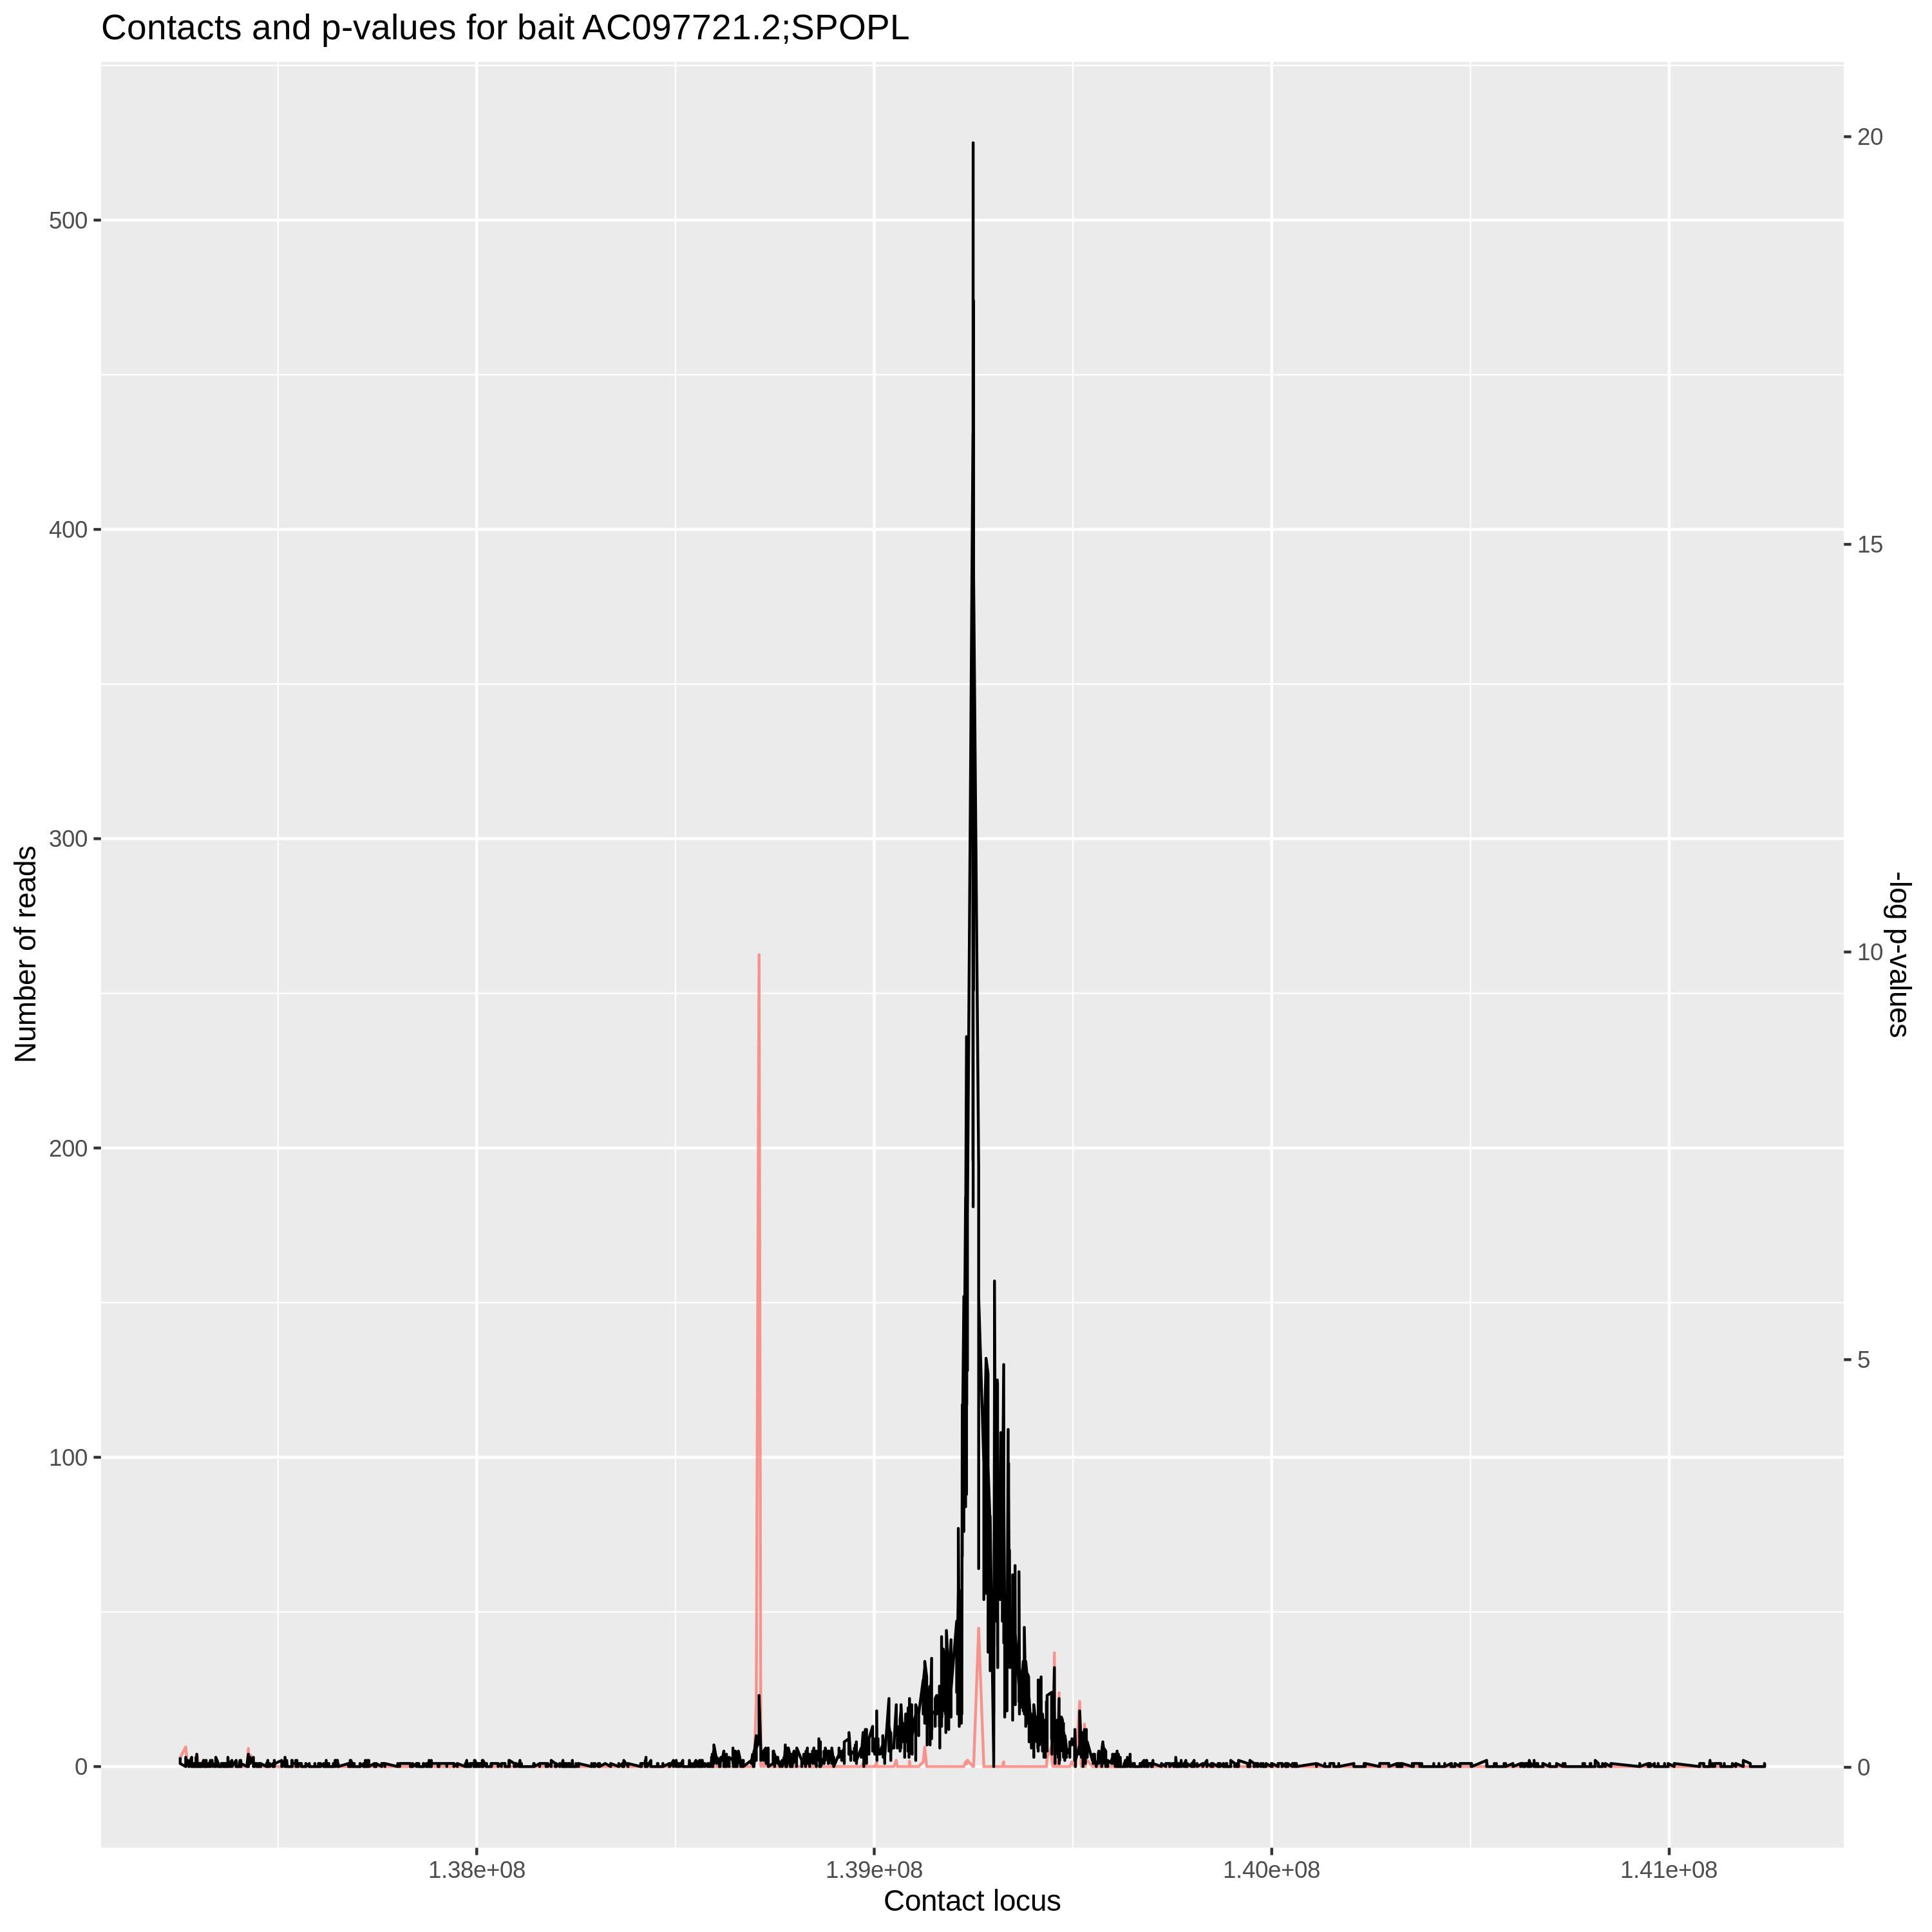 Contacts and p-values for bait AC097721.2;SPOPL
Number of reads
500
400
300
200
100
0
20
15
10
5
0
-log p-values
1.38e+08
1.39e+08
1.40e+08
1.41e+08
Contact locus